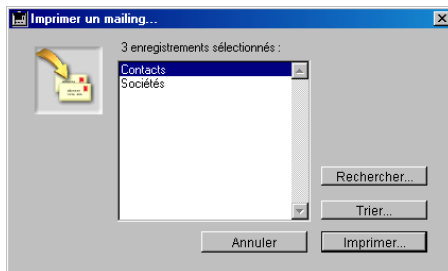 Imprimer un mailing...
3 enregistrements sélectionnés :
Contacts
Sociétés
Rechercher...
Trier...
Annuler
Imprimer...